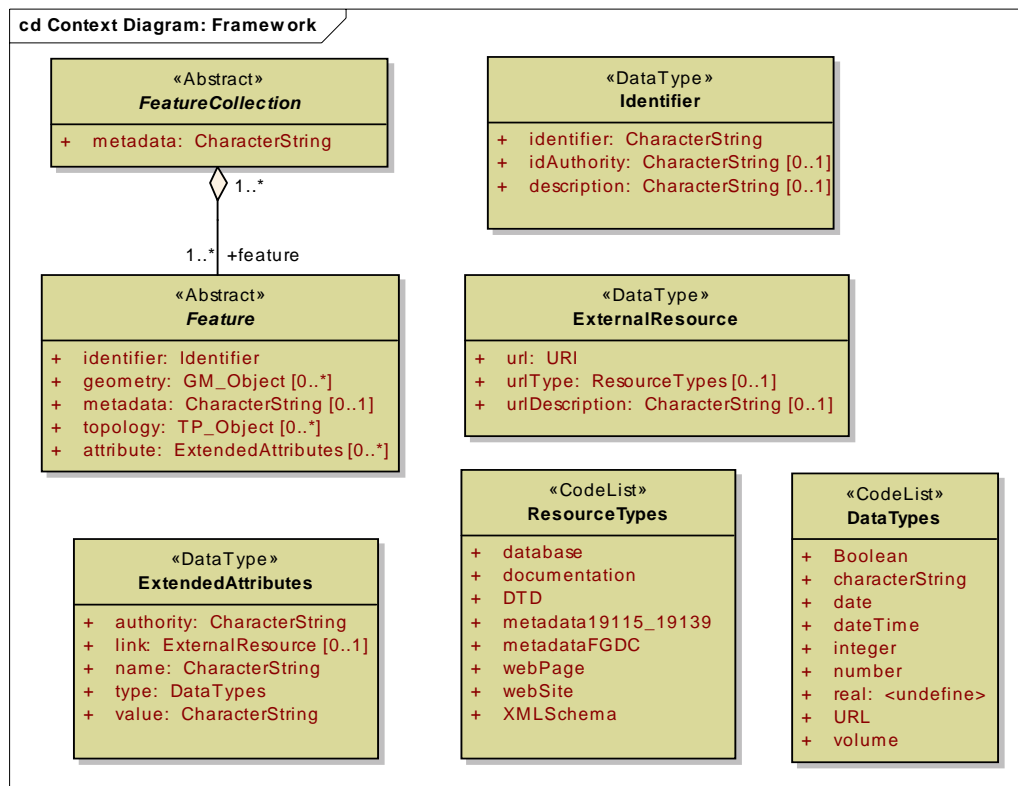 cd Context Diagram: Framework
«Abstract»
FeatureCollection
+ metadata: CharacterString
1..*
1..* +feature
«Abstract»
Feature
+ identifier: Identifier
+ geometry: GM_Object [0..*]
+ metadata: CharacterString [0..1]
+ topology: TP_Object [0..*]
+ attribute: ExtendedAttributes [0..*]
«DataType»
ExtendedAttributes
+ authority: CharacterString
+ link: ExternalResource [0..1]
+ name: CharacterString
+ type: DataTypes
+ value: CharacterString
«DataType»
Identifier
+ identifier: CharacterString
+ idAuthority: CharacterString [0..1]
+ description: CharacterString [0..1]
«DataType»
ExternalResource
+ url: URI
+ urlType: ResourceTypes [0..1]
+ urlDescription: CharacterString [0..1]
«CodeList»
ResourceTypes
+ database
+ documentation
+ DTD
+ metadata19115_19139
+ metadataFGDC
+ webPage
+ webSite
+ XMLSchema
«CodeList»
DataTypes
+ Boolean
+ characterString
+ date
+ dateTime
+ integer
+ number
+ real: <undefine>
+ URL
+ volume